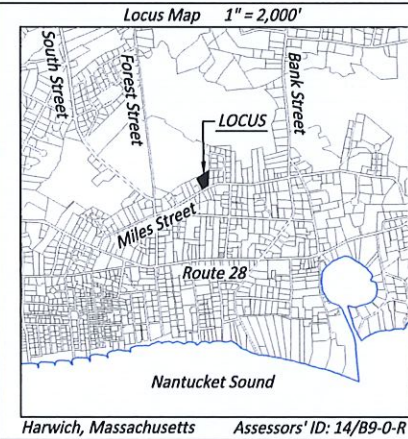 Locus Map 1" = 2,000'
South Street
Forest Street
Bank Street
LOCUS
Miles Street
Route 28
Nantucket Sound
Harwich, Massachusetts Assessors' ID: 14/B9-0-R